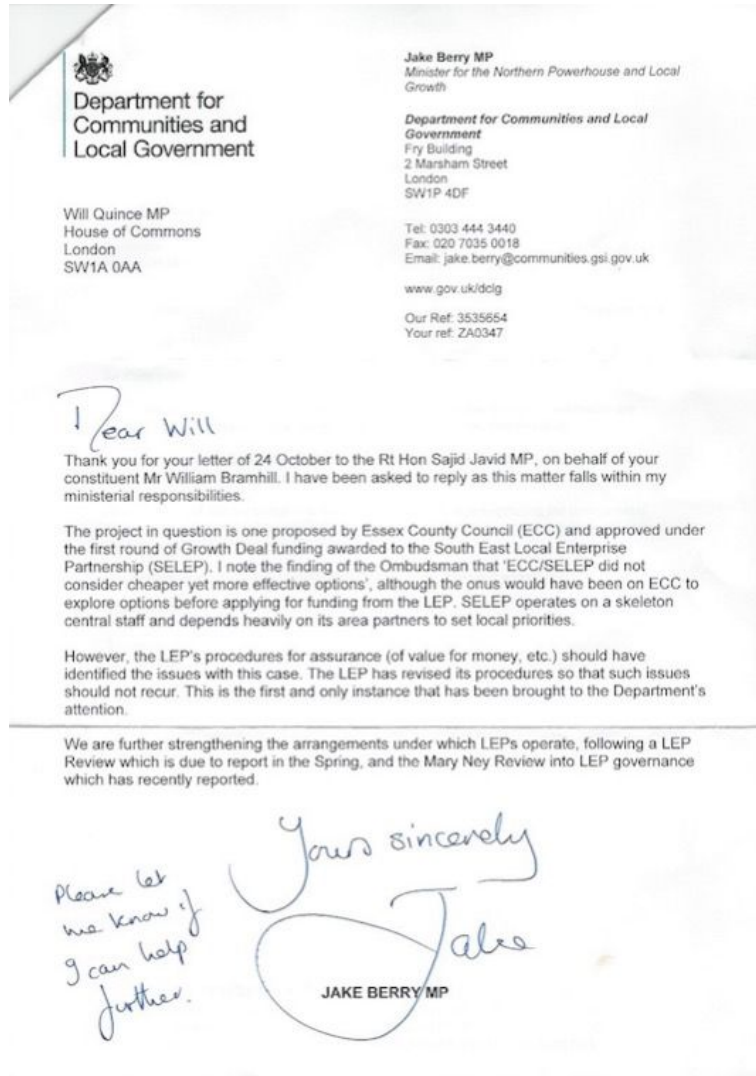 Department for
Communities and
Local Government
Will Quince MP
House of Commons
London
SW1A 0AA
Jake Berry MP
Minister for the Northern Powerhouse and Local
Growth
Department for Communities and Local
Government
Fry Building
2 Marsham Street
London
SW1P 4DF
Tel: 0303 444 3440
Fax: 020 7035 0018
Email: jake.berry@communities.gsi.gov.uk
www.gov.uk/dclg
Our Ref: 3535654
Your ref: ZA0347
Dear Will
Thank you for your letter of 24 October to the Rt Hon Sajid Javid MP, on behalf of your
constituent Mr William Bramhill. I have been asked to reply as this matter falls within my
ministerial responsibilities.
The project in question is one proposed by Essex County Council (ECC) and approved under
the first round of Growth Deal funding awarded to the South East Local Enterprise
Partnership (SELEP). I note the finding of the Ombudsman that 'ECC/SELEP did not
consider cheaper yet more effective options', although the onus would have been on ECC to
explore options before applying for funding from the LEP. SELEP operates on a skeleton
central staff and depends heavily on its area partners to set local priorities.
However, the LEP's procedures for assurance (of value for money, etc.) should have
identified the issues with this case. The LEP has revised its procedures so that such issues
should not recur. This is the first and only instance that has been brought to the Department's
attention.
We are further strengthening the arrangements under which LEPs operate, following a LEP
Review which is due to report in the Spring, and the Mary Ney Review into LEP governance
which has recently reported.
Yours sincerely
Jake
JAKE BERRY MP
Please let
me know if
I can help
further.